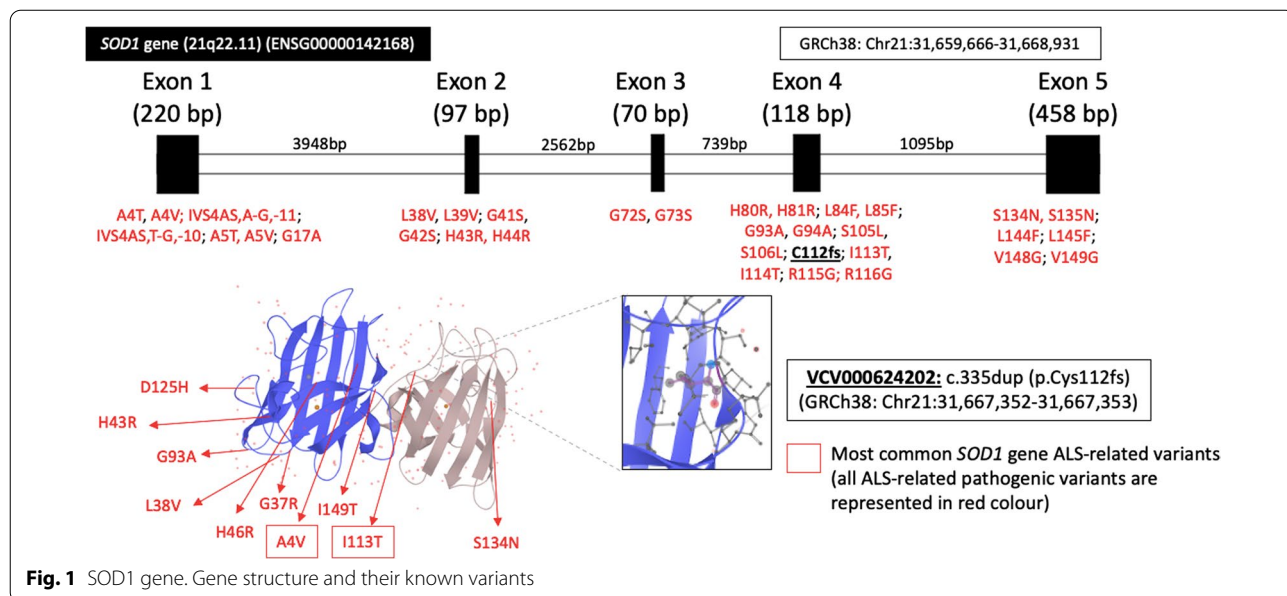 SOD1 gene (21q22.11) (ENSG00000142168)
GRCh38: Chr21:31,659,666-31,668,931
Exon 1
(220 bp)
Exon 2
(97 bp)
Exon 3
(70 bp)
Exon 4
(118 bp)
Exon 5
(458 bp)
3948bp
2562bp
739bp
1095bp
A4T, A4V; IVS4AS,A-G,-11;
IVS4AS,T-G,-10; A5T, A5V; G17A
L38V, L39V; G41S,
G42S; H43R, H44R
G72S, G73S
H80R, H81R; L84F, L85F;
G93A, G94A; S105L,
S106L; C112fs; I113T,
I114T; R115G; R116G
S134N, S135N;
L144F; L145F;
V148G; V149G
D125H
H43R
G93A
L38V
H46R
G37R
A4V
I149T
I113T
S134N
VCV000624202: c.335dup (p.Cys112fs)
(GRCh38: Chr21:31,667,352-31,667,353)
Most common SOD1 gene ALS-related variants
(all ALS-related pathogenic variants are
represented in red colour)
Fig. 1 SOD1 gene. Gene structure and their known variants